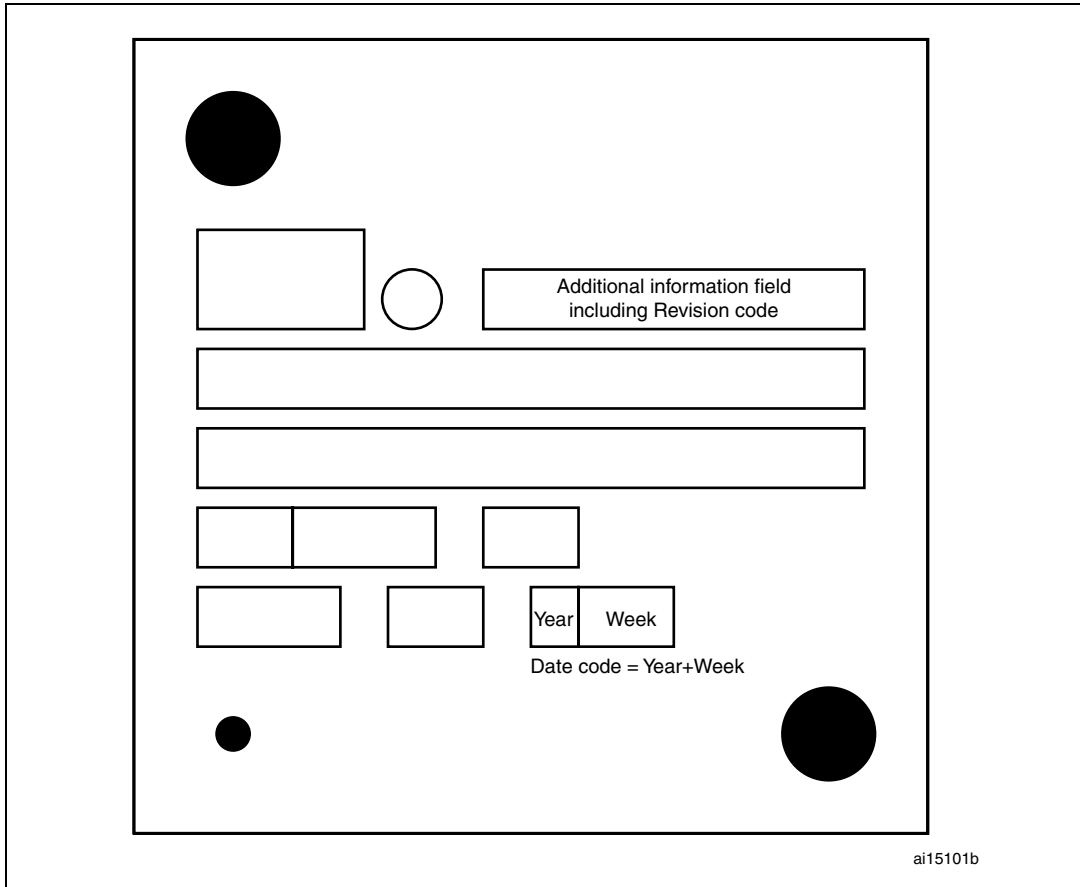 Additional information field
including Revision code
Year Week
Date code = Year+Week
ai15101b